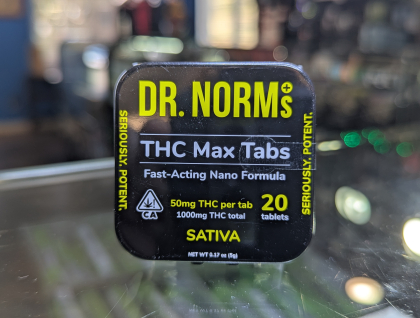 DR. NORMs
THC Max Tabs
Fast-Acting Nano Formula
SERIOUSLY. POTENT.
50mg THC per tab
1000mg THC total
20
tablets
CA
SATIVA
NET WT 0.17 oz (5g)
SERIOUSLY. POTENT.